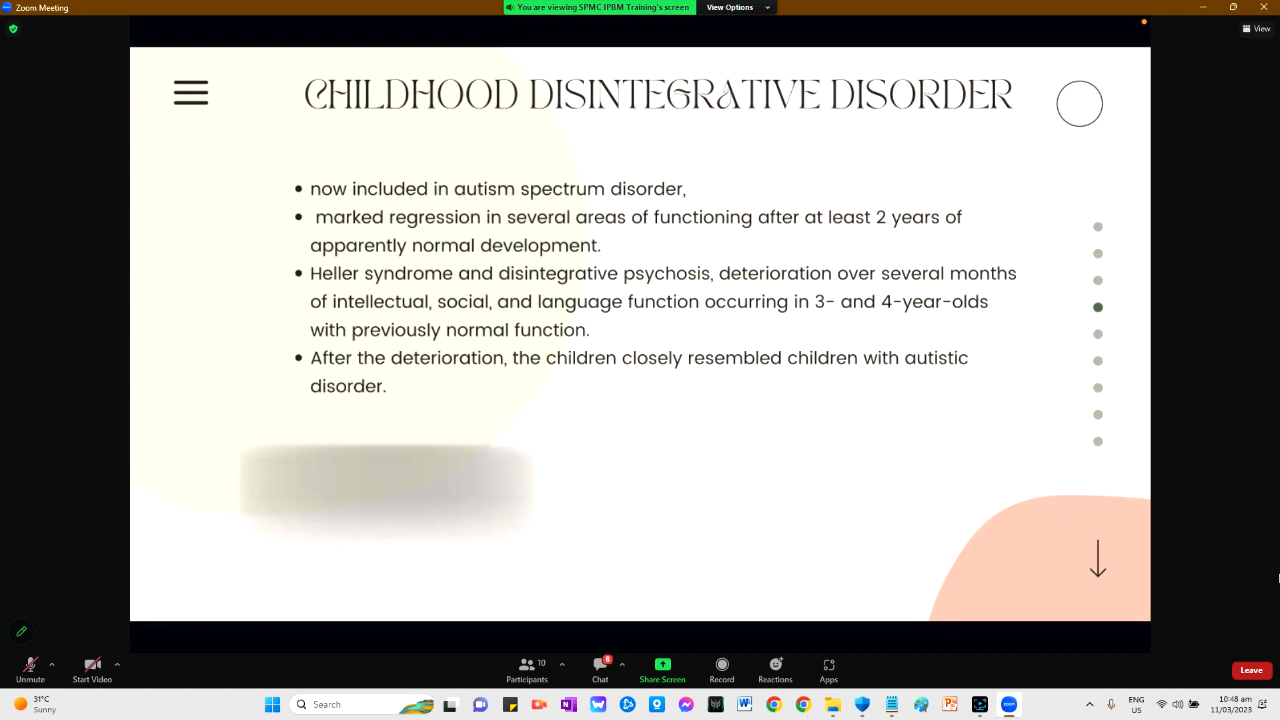 Zoom Meeting
You are viewing SPMC IPBM Training's screen
View Options
View
CHILDHOOD DISINTEGRATIVE DISORDER
• now included in autism spectrum disorder,
• marked regression in several areas of functioning after at least 2 years of
apparently normal development.
• Heller syndrome and disintegrative psychosis, deterioration over several months
of intellectual, social, and language function occurring in 3- and 4-year-olds
with previously normal function.
• After the deterioration, the children closely resembled children with autistic
disorder.
10
8
Unmute
Start Video
Participants
Chat
Share Screen
Record
Reactions
Apps
Leave
31°C
Sunny
Search
10:48 am
11/03/2023